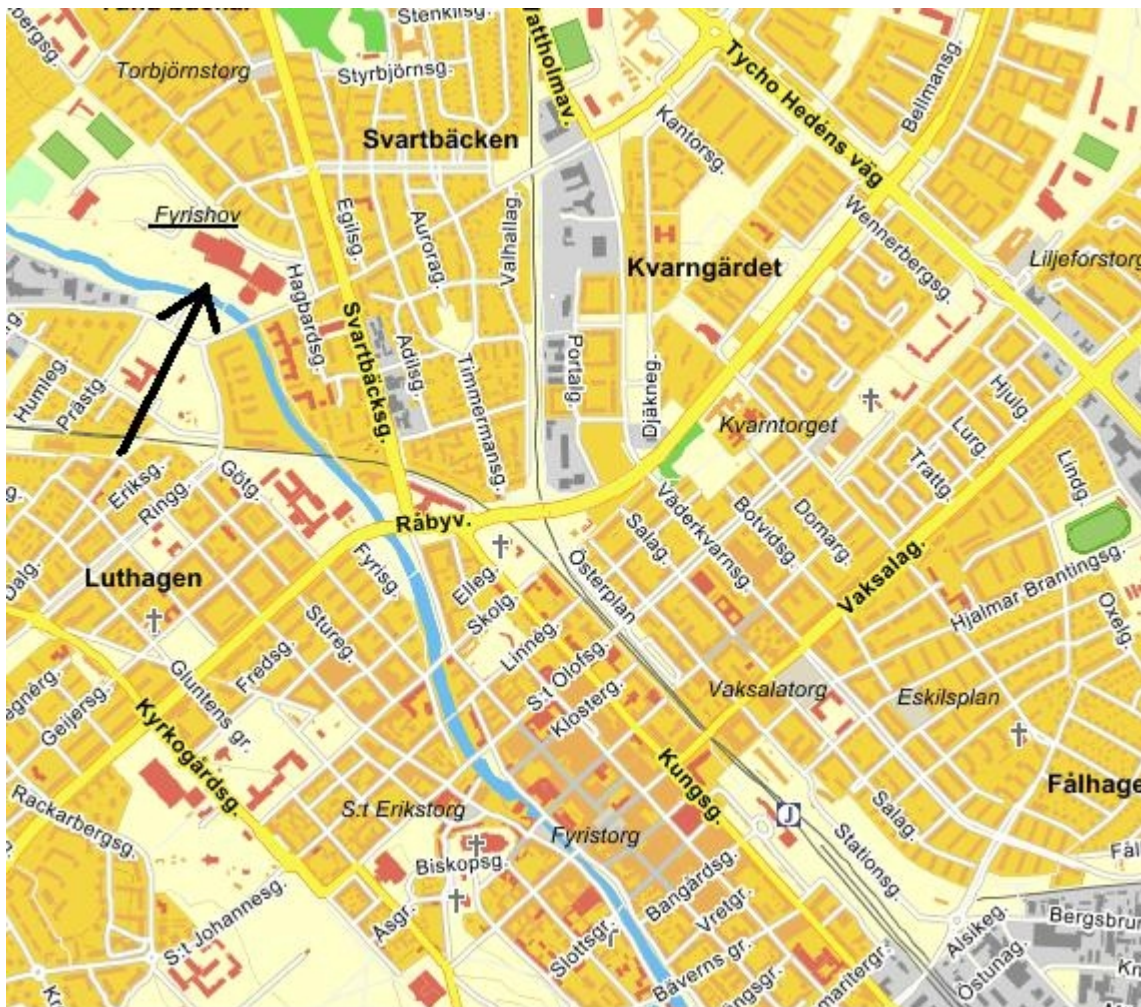 Stenkilsg.
Torbjörnstorg
Styrbjörnsg.
Tycho Hedéns väg
Bellmansg.
Kantorsg.
Svartbäcken
Fyrishov
Egilsg.
Aurorag.
Valhallag.
Kvarngärdet
Wennerbergsg.
Liljeforstorg
Hagbardsg.
Svartbäcksg.
Adilsg.
Timmermansg.
Portalg.
Djäkneg.
Humleg.
Prästg.
Kvarntorget
Hjulg.
Lurg.
Trattg.
Lindg.
Eriksg.
Ringg.
Götg.
Råbyv.
Väderkvarnsg.
Salag.
Botvidsg.
Domarg.
Vaksalag.
Hjalmar Brantingsg.
Oxelg.
Luthagen
Fyrisg.
Elleg.
Skolg.
Österplan
Linnég.
S:t Olofsg.
Klosterg.
Stureg.
Fredsg.
Gluntens gr.
Geijersg.
Kyrkogårdsg.
Vaksalatorg
Eskilsplan
Kungsg.
Fålhage
Rackarbergsg.
S:t Erikstorg
Fyristorg
J
Salag.
Stationsg.
Biskopsg.
Bangårdsg.
Vretgr.
S:t Johannesg.
Åsgr.
Slottsgr.
Bäverns gr.
Alsikeg.
Östunag.
Bergsbrun